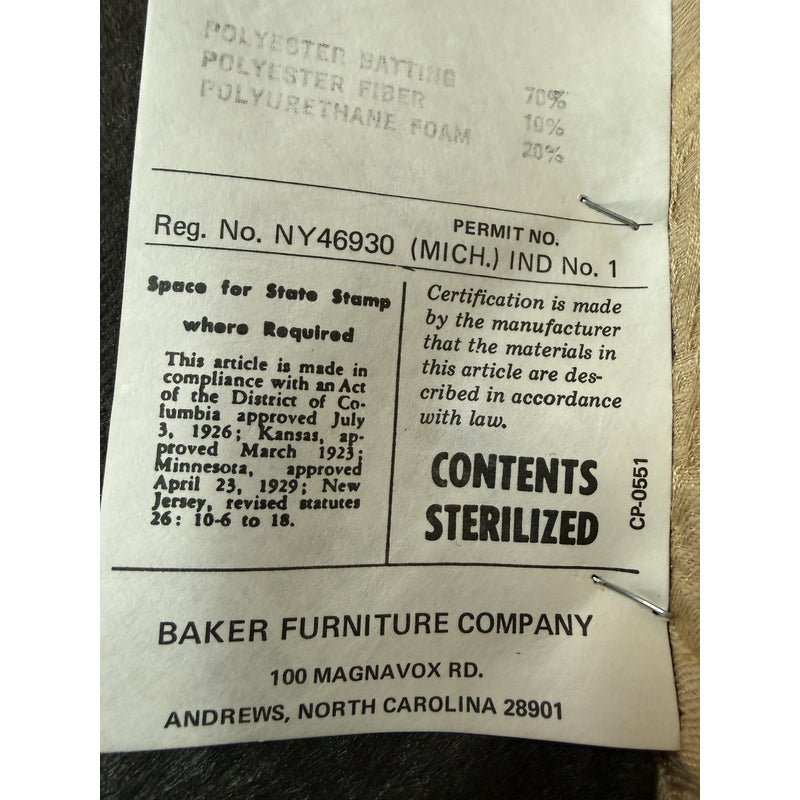 POLYESTER BATTING 70%
POLYESTER FIBER 10%
POLYURETHANE FOAM 20%
Reg. No. NY46930
PERMIT NO.
(MICH.) IND No. 1
Space for State Stamp
where Required
This article is made in
compliance with an Act
of the District of Co-
lumbia approved July
3, 1926; Kansas, ap-
proved March 1923;
Minnesota, approved
April 23, 1929; New
Jersey, revised statutes
26: 10-6 to 18.
Certification is made
by the manufacturer
that the materials in
this article are des-
cribed in accordance
with law.
CONTENTS
STERILIZED
CP-0551
BAKER FURNITURE COMPANY
100 MAGNAVOX RD.
ANDREWS, NORTH CAROLINA 28901